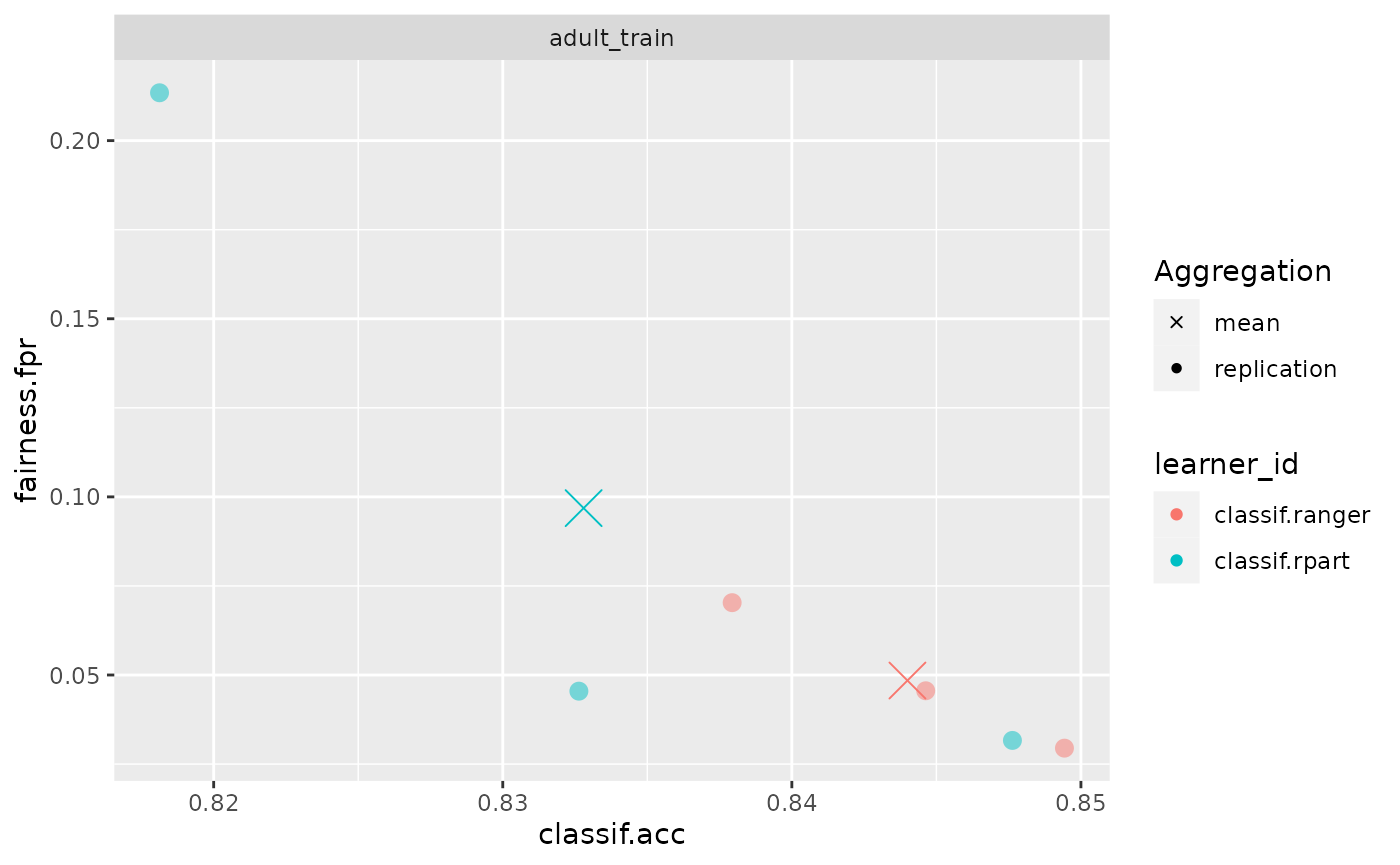 adult_train
0.20
0.15
0.10
0.05
fairness.fpr
0.82
0.83
0.84
0.85
classif.acc
Aggregation
mean
replication
learner_id
classif.ranger
classif.rpart